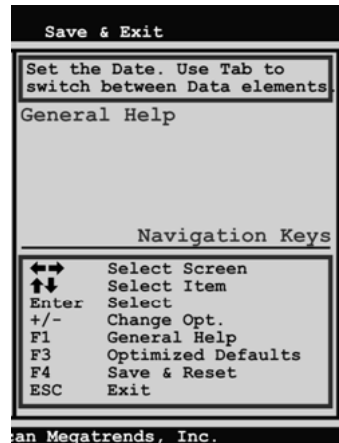 Save & Exit
Set the Date. Use Tab to
switch between Data elements.
General Help
Navigation Keys
←→ Select Screen
↑↓ Select Item
Enter Select
+/- Change Opt.
F1 General Help
F3 Optimized Defaults
F4 Save & Reset
ESC Exit
an Megatrends, Inc.